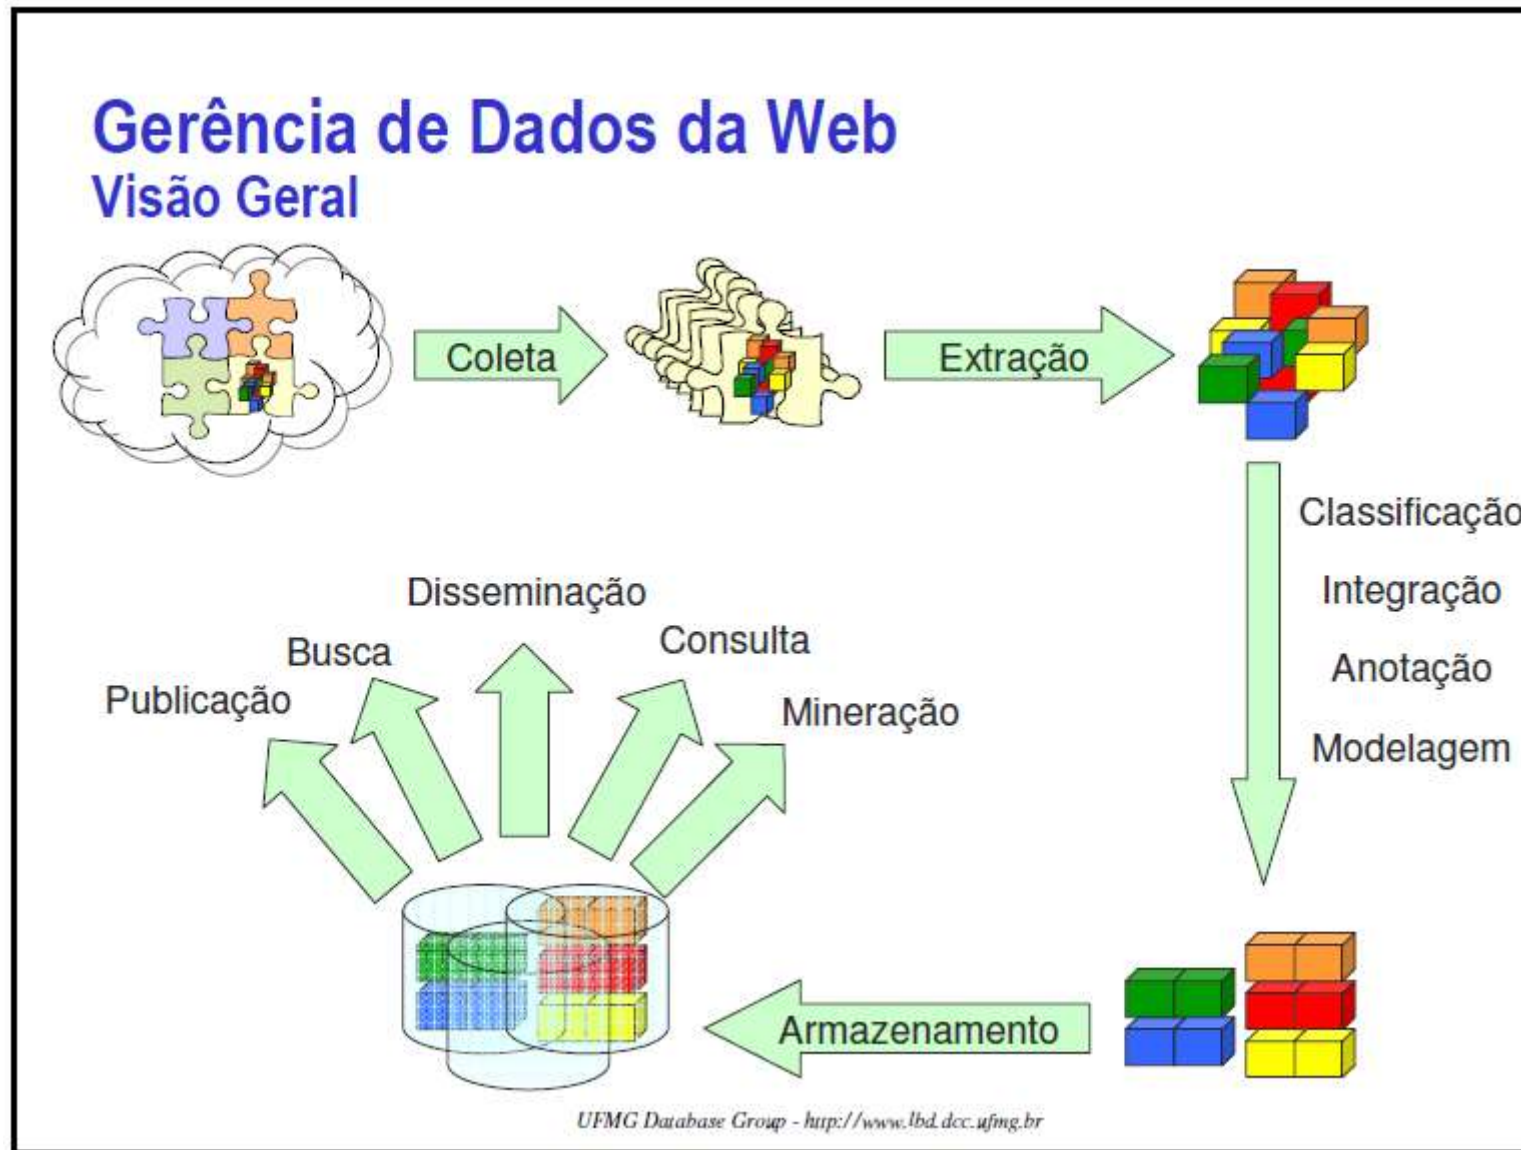 Gerência de Dados da Web
Visão Geral
Coleta
Extração
Classificação
Integração
Anotação
Modelagem
Disseminação
Busca
Consulta
Publicação
Mineração
Armazenamento
UFMG Database Group - http://www.lbd.dcc.ufmg.br